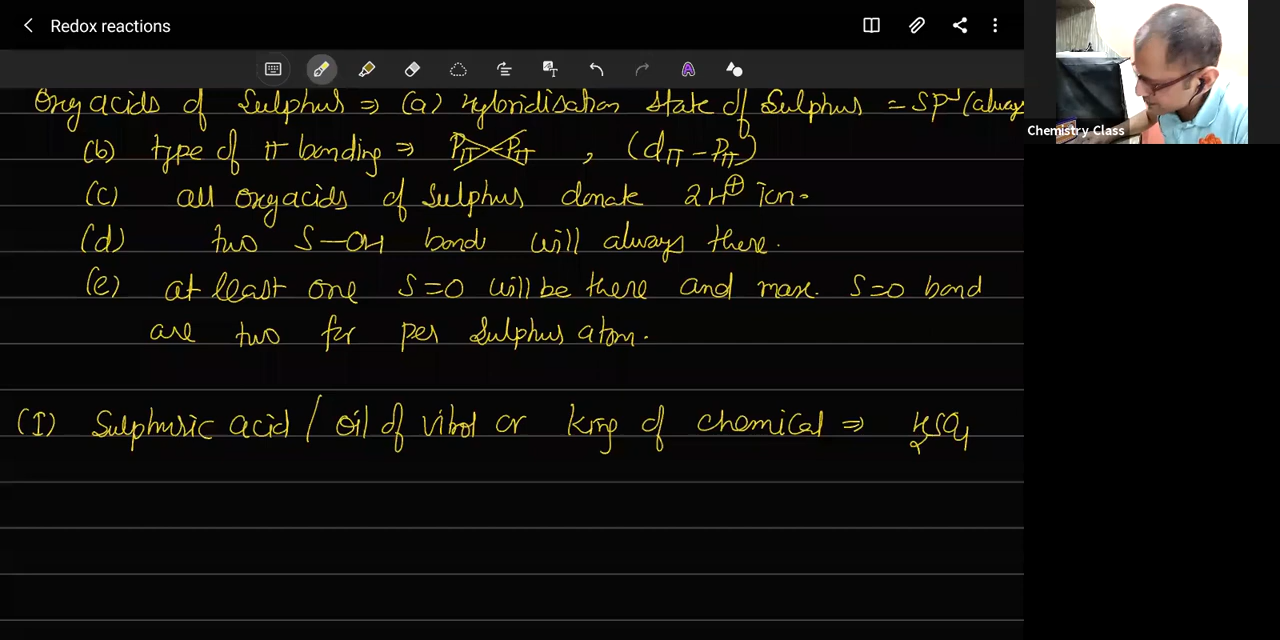 Redox reactions
Oxyacids of Sulphur ⇒ (a) Hybridisation state of Sulphur = SP³ (always
Chemistry Class
(b) type of π bonding ⇒ Pπ-Pπ , (dπ-Pπ)
(c) all oxyacids of Sulphur donate 2H⊕ ion.
(d) two S-OH bond will always there.
(e) at least one S=O will be there and max. S=O bond
are two for per Sulphur atom.
(I) Sulphuric acid / oil of vitrol or king of chemical ⇒ H₂SO₄